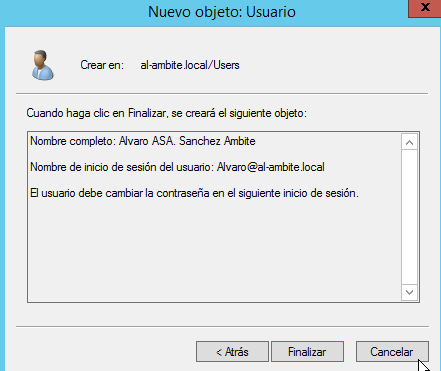 Nuevo objeto: Usuario
x
Crear en: al-ambite.local/Users
Cuando haga clic en Finalizar, se creará el siguiente objeto:
Nombre completo: Alvaro ASA. Sanchez Ambite
Nombre de inicio de sesión del usuario: Alvaro@al-ambite.local
El usuario debe cambiar la contraseña en el siguiente inicio de sesión.
< Atrás Finalizar Cancelar